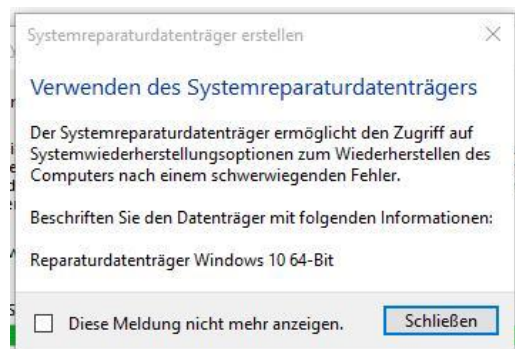 Systemreparaturdatenträger erstellen
Verwenden des Systemreparaturdatenträgers
Der Systemreparaturdatenträger ermöglicht den Zugriff auf
Systemwiederherstellungsoptionen zum Wiederherstellen des
Computers nach einem schwerwiegenden Fehler.
Beschriften Sie den Datenträger mit folgenden Informationen:
Reparaturdatenträger Windows 10 64-Bit
Diese Meldung nicht mehr anzeigen.
Schließen